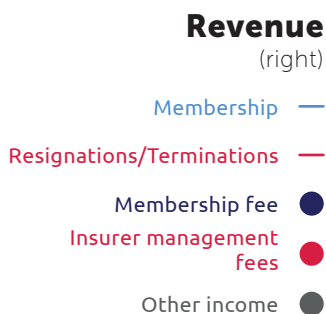 Revenue
(right)
Membership
Resignations/Terminations
Membership fee
Insurer management
fees
Other income